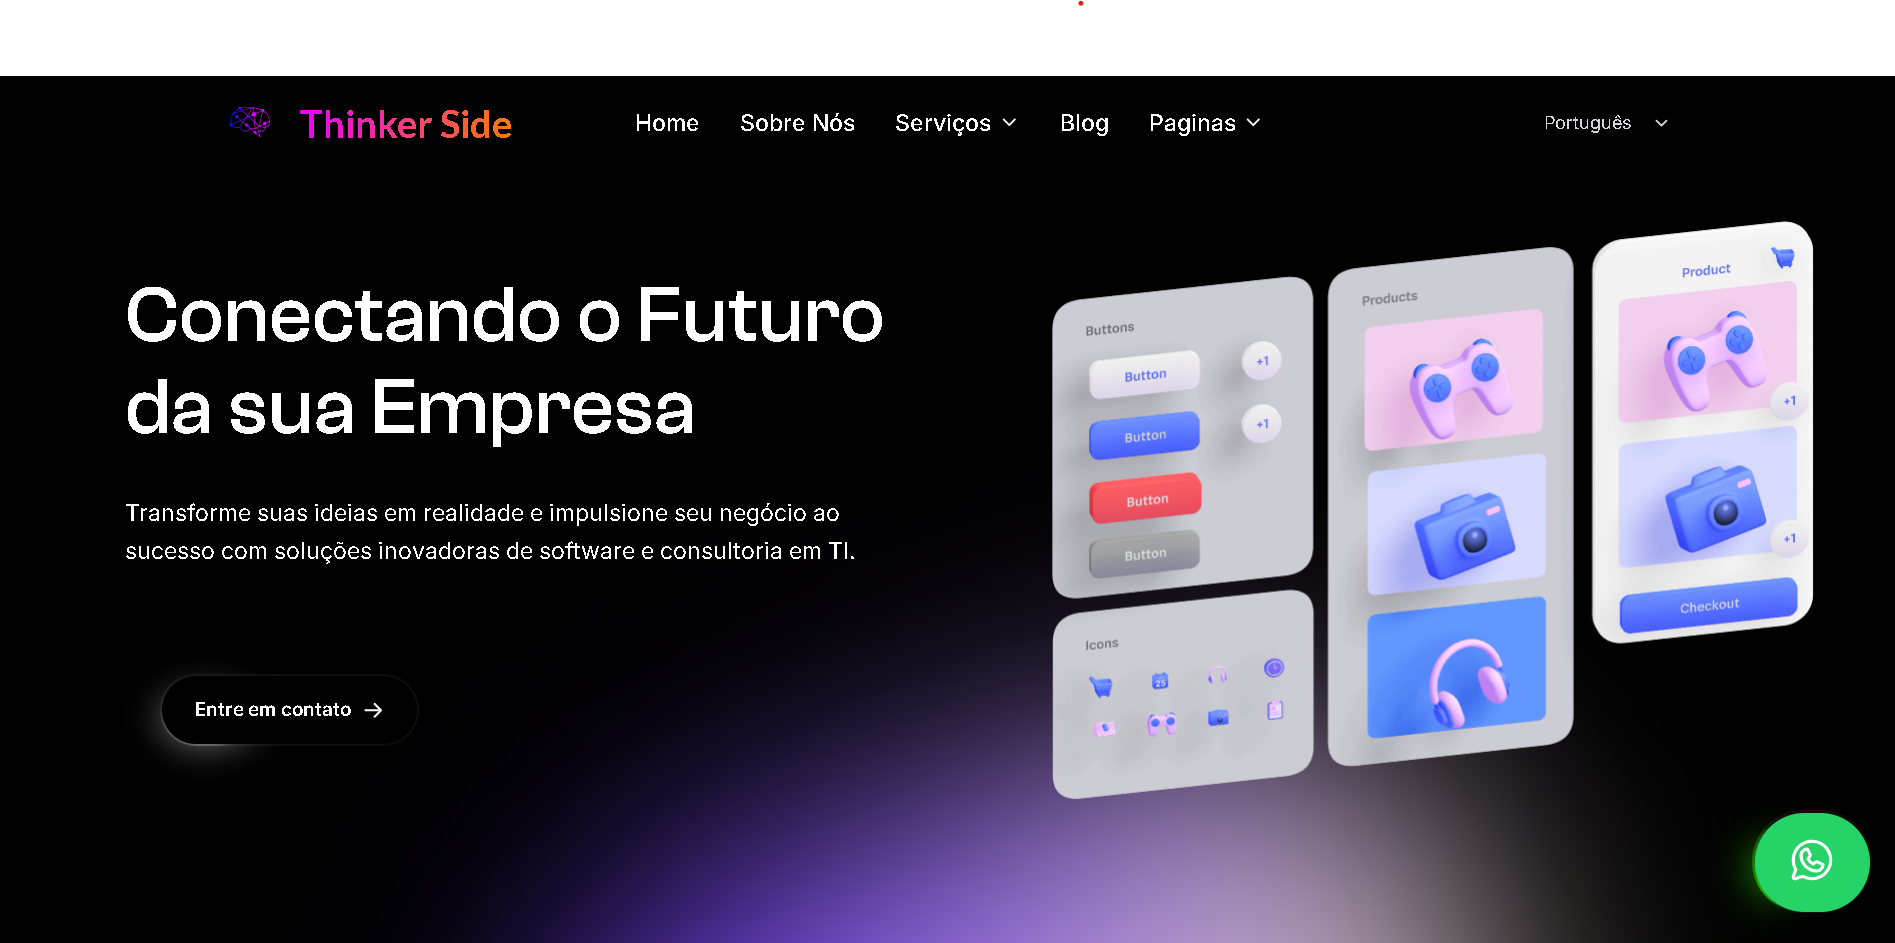 Thinker Side
Home
Sobre Nós
Serviços
Blog
Paginas
Português
Conectando o Futuro
da sua Empresa
Transforme suas ideias em realidade e impulsione seu negócio ao
sucesso com soluções inovadoras de software e consultoria em TI.
Entre em contato
Buttons
Button
+1
Button
+1
Button
Button
Icons
25
Products
Product
+1
+1
Checkout